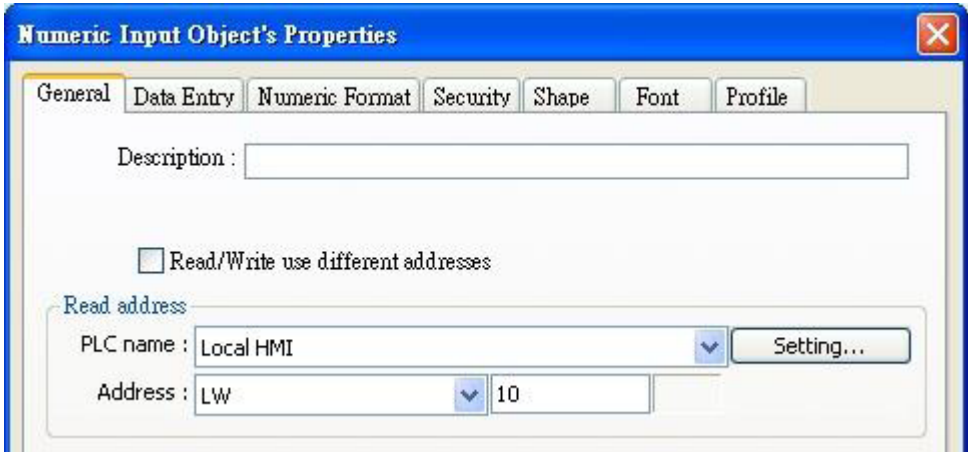 Numeric Input Object's Properties
General Data Entry Numeric Format Security Shape Font Profile
Description :
Read/Write use different addresses
Read address
PLC name : Local HMI Setting...
Address : LW 10